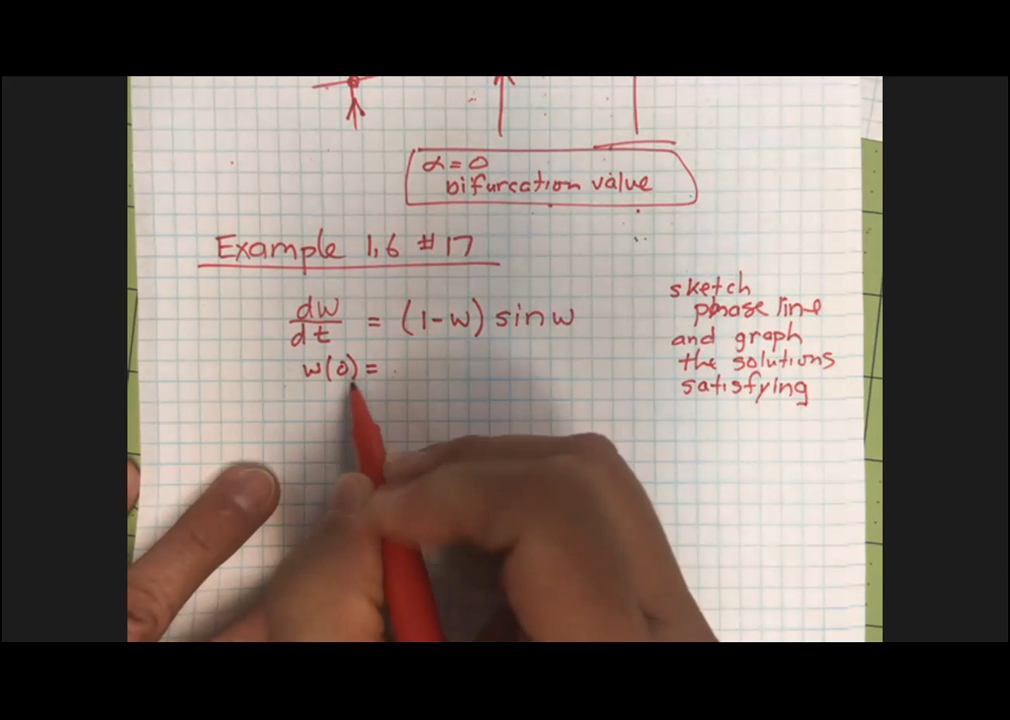 α = 0
bifurcation value
Example 1,6 #17
dw/dt = (1-w) sin w
w(0) =
sketch
phase line
and graph
the solutions
satisfying